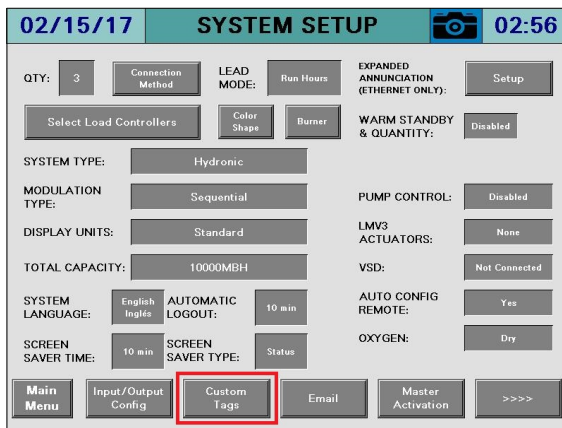 02/15/17 SYSTEM SETUP 02:56
QTY: 3 Connection Method LEAD MODE: Run Hours EXPANDED ANNUNCIATION (ETHERNET ONLY): Setup
Select Load Controllers Color Shape Burner WARM STANDBY & QUANTITY: Disabled
SYSTEM TYPE: Hydronic
MODULATION TYPE: Sequential PUMP CONTROL: Disabled
DISPLAY UNITS: Standard LMV3 ACTUATORS: None
TOTAL CAPACITY: 10000MBH VSD: Not Connected
SYSTEM LANGUAGE: English Inglés AUTOMATIC LOGOUT: 10 min AUTO CONFIG REMOTE: Yes
SCREEN SAVER TIME: 10 min SCREEN SAVER TYPE: Status OXYGEN: Dry
Main Menu Input/Output Config Custom Tags Email Master Activation >>>>